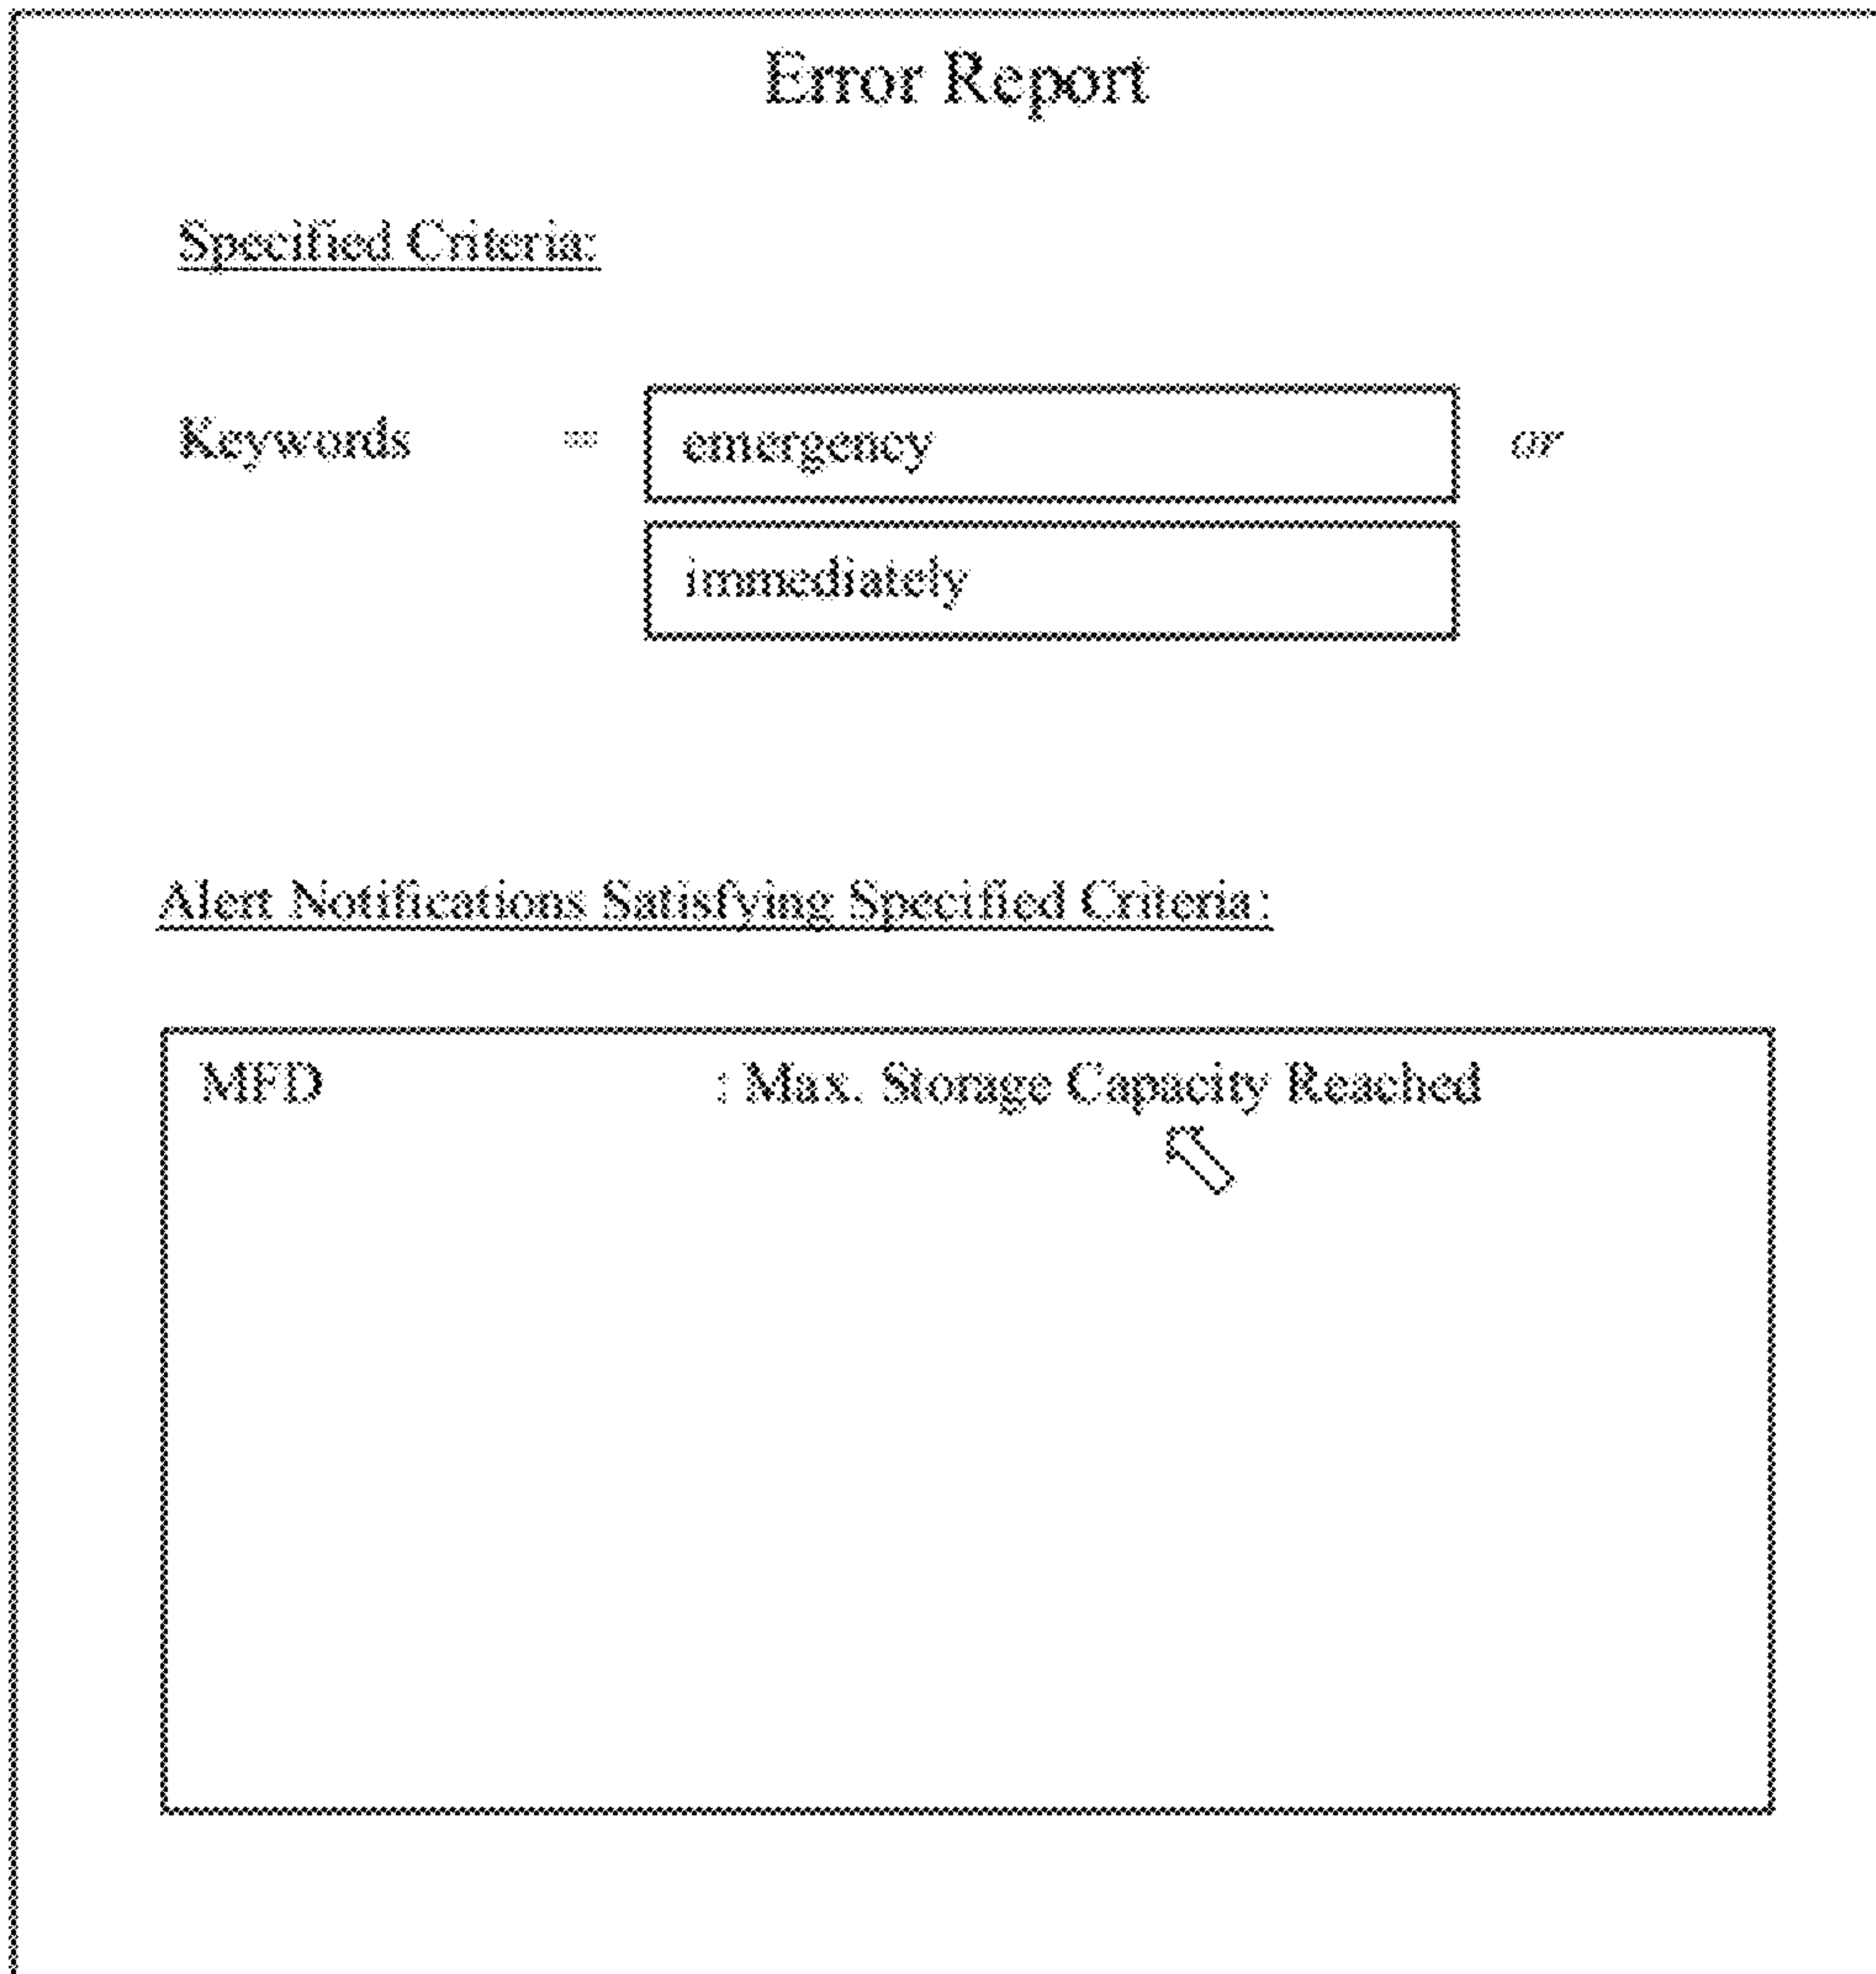 Error Report
Specified Criteria:
Keywords = emergency or
immediately
Alert Notifications Satisfying Specified Criteria:
MFD : Max. Storage Capacity Reached